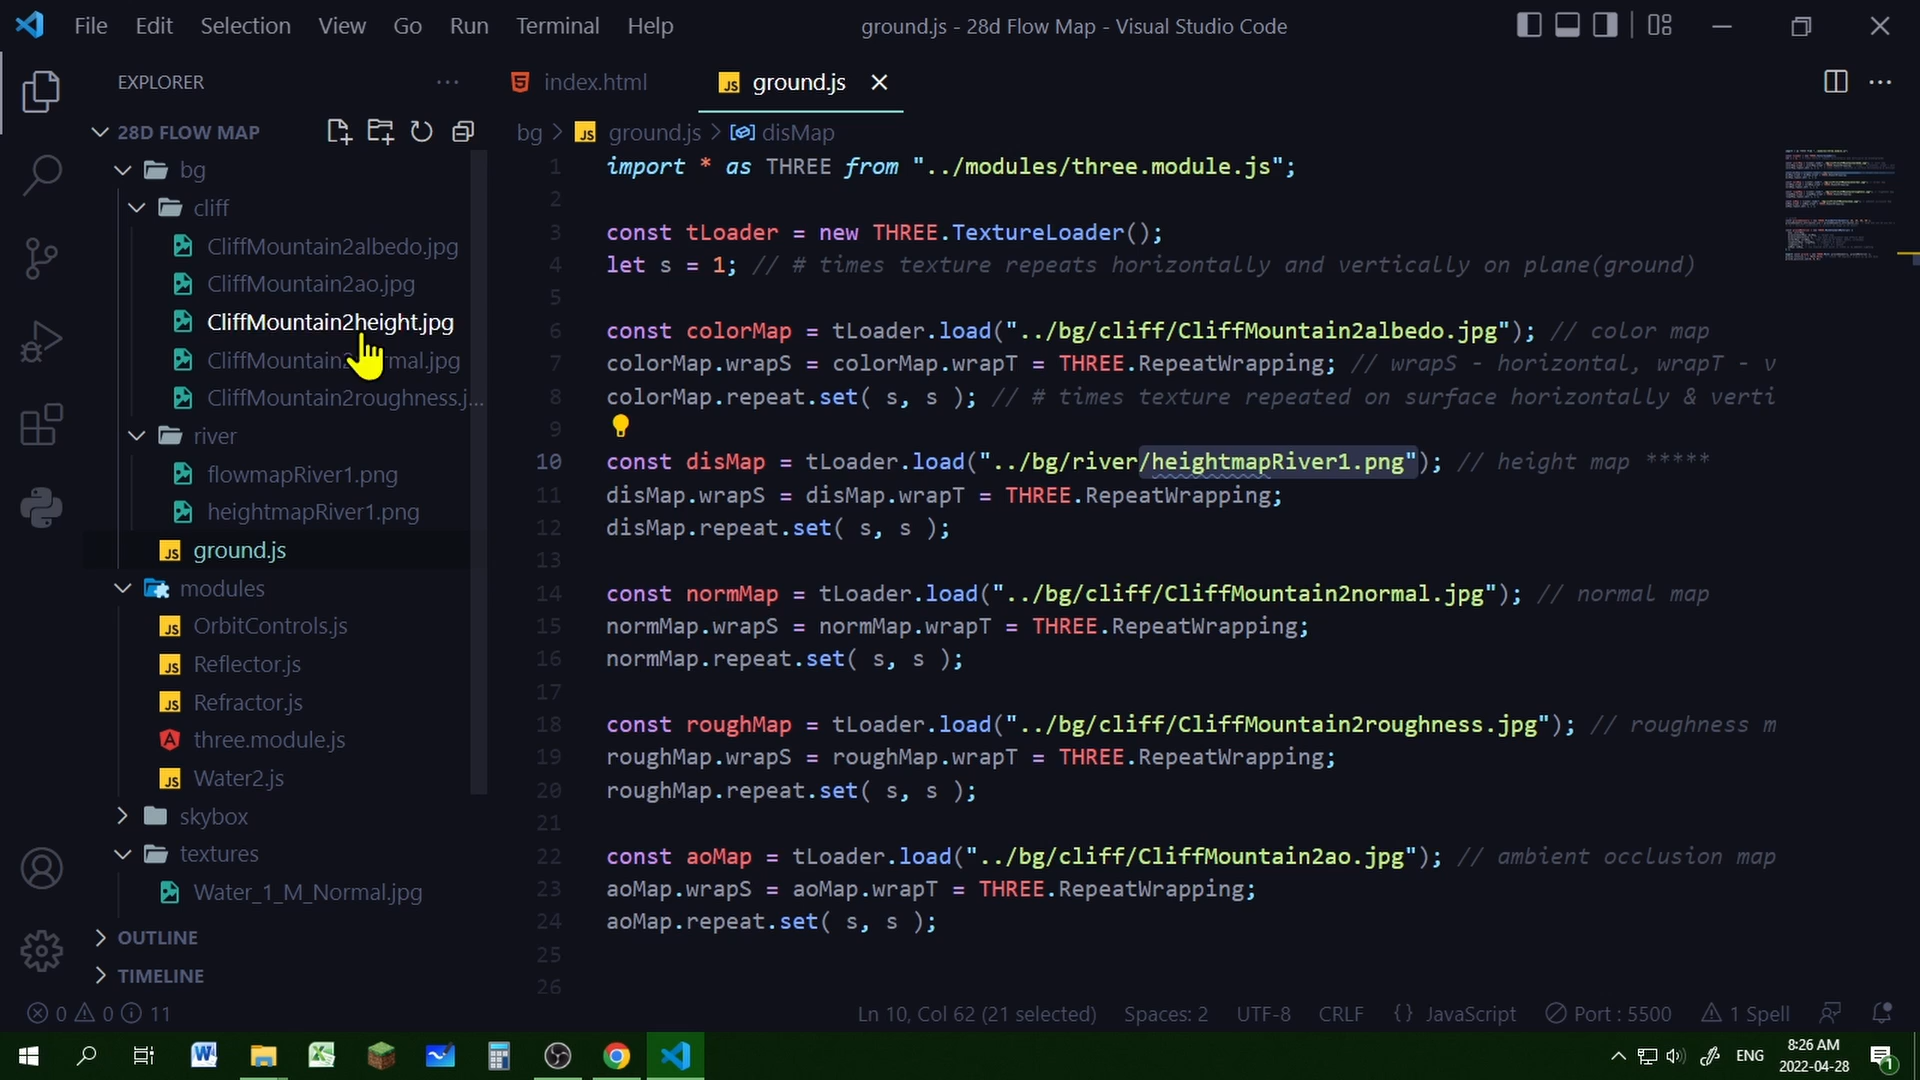 File Edit Selection View Go Run Terminal Help
ground.js - 28d Flow Map - Visual Studio Code
EXPLORER
index.html
ground.js
28D FLOW MAP
bg > ground.js > disMap
bg
cliff
CliffMountain2albedo.jpg
CliffMountain2ao.jpg
CliffMountain2height.jpg
CliffMountain2
rmal.jpg
CliffMountain2roughness.j...
river
flowmapRiver1.png
heightmapRiver1.png
ground.js
modules
OrbitControls.js
Reflector.js
Refractor.js
three.module.js
Water2.js
skybox
textures
Water_1_M_Normal.jpg
OUTLINE
TIMELINE
1 import * as THREE from "../modules/three.module.js";
2
3 const tLoader = new THREE.TextureLoader();
4 let s = 1; // # times texture repeats horizontally and vertically on plane(ground)
5
6 const colorMap = tLoader.load("../bg/cliff/CliffMountain2albedo.jpg"); // color map
7 colorMap.wrapS = colorMap.wrapT = THREE.RepeatWrapping; // wrapS - horizontal, wrapT - v
8 colorMap.repeat.set( s, s ); // # times texture repeated on surface horizontally & verti
9
10 const disMap = tLoader.load("../bg/river/heightmapRiver1.png"); // height map *****
11 disMap.wrapS = disMap.wrapT = THREE.RepeatWrapping;
12 disMap.repeat.set( s, s );
13
14 const normMap = tLoader.load("../bg/cliff/CliffMountain2normal.jpg"); // normal map
15 normMap.wrapS = normMap.wrapT = THREE.RepeatWrapping;
16 normMap.repeat.set( s, s );
17
18 const roughMap = tLoader.load("../bg/cliff/CliffMountain2roughness.jpg"); // roughness m
19 roughMap.wrapS = roughMap.wrapT = THREE.RepeatWrapping;
20 roughMap.repeat.set( s, s );
21
22 const aoMap = tLoader.load("../bg/cliff/CliffMountain2ao.jpg"); // ambient occlusion map
23 aoMap.wrapS = aoMap.wrapT = THREE.RepeatWrapping;
24 aoMap.repeat.set( s, s );
25
26
0 0 11
Ln 10, Col 62 (21 selected) Spaces: 2 UTF-8 CRLF {} JavaScript Port : 5500 1 Spell
ENG
8:26 AM
2022-04-28
1